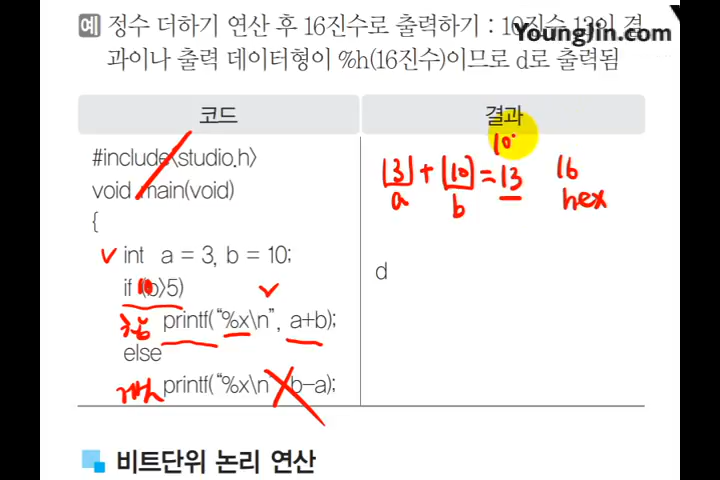 예 정수 더하기 연산 후 16진수로 출력하기 : 10진수 13의 결
YoungJin.com
과이나 출력 데이터형이 %h(16진수)이므로 d로 출력됨
코드
결과
#include\studio.h>
void main(void)
{
int a = 3, b = 10;
if (b>5)
printf("%x\n", a+b);
else
printf("%x\n" b-a);
10
3 + 10 = 13 16
a b hex
d
비트단위 논리 연산